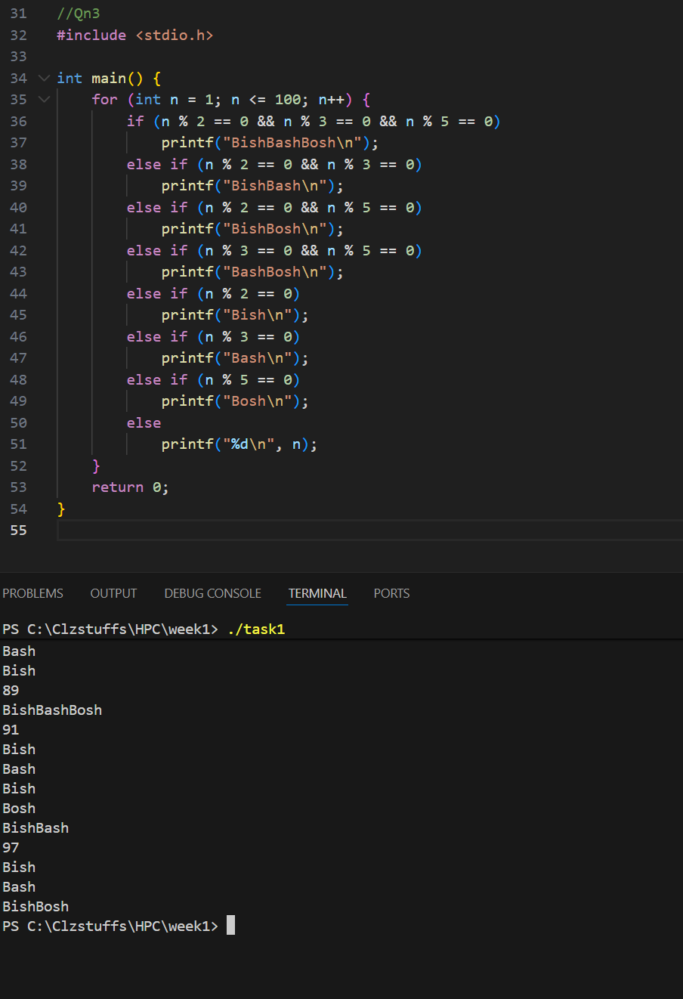 31 //Qn3
32 #include <stdio.h>
33
34 int main() {
35 for (int n = 1; n <= 100; n++) {
36 if (n % 2 == 0 && n % 3 == 0 && n % 5 == 0)
37 printf("BishBashBosh\n");
38 else if (n % 2 == 0 && n % 3 == 0)
39 printf("BishBash\n");
40 else if (n % 2 == 0 && n % 5 == 0)
41 printf("BishBosh\n");
42 else if (n % 3 == 0 && n % 5 == 0)
43 printf("BashBosh\n");
44 else if (n % 2 == 0)
45 printf("Bish\n");
46 else if (n % 3 == 0)
47 printf("Bash\n");
48 else if (n % 5 == 0)
49 printf("Bosh\n");
50 else
51 printf("%d\n", n);
52 }
53 return 0;
54 }
55
PROBLEMS OUTPUT DEBUG CONSOLE TERMINAL PORTS
PS C:\Clzstuffs\HPC\week1> ./task1
Bash
Bish
89
BishBashBosh
91
Bish
Bash
Bish
Bosh
BishBash
97
Bish
Bash
BishBosh
PS C:\Clzstuffs\HPC\week1>